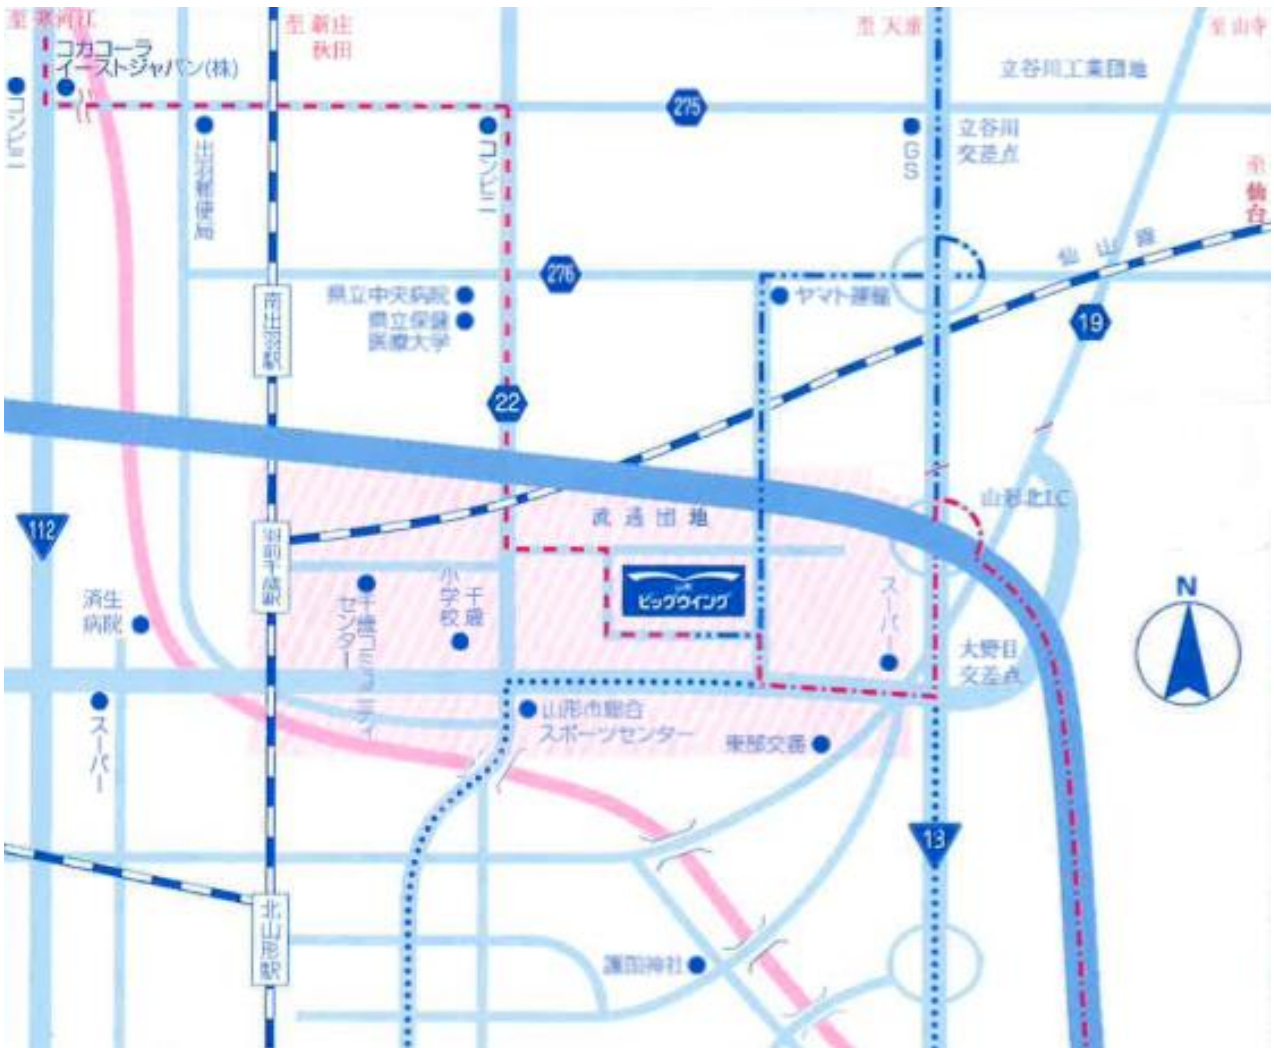 至 寒河江
至 新庄
秋田
至 天童
至 山寺
コカコーラ
イーストジャパン(株)
立谷川工業団地
コンビニ
275
出羽郵便局
コンビニ
GS
立谷川
交差点
至 仙台
仙山線
276
県立中央病院
県立保健
医療大学
ヤマト運輸
南出羽駅
19
22
山形北I.C
流通団地
112
羽前千歳駅
ビッグウイング
千歳
小学校
千歳コミュニティ
センター
スーパー
済生
病院
N
大野目
交差点
スーパー
山形市総合
スポーツセンター
東部交番
13
北山形駅
護国神社